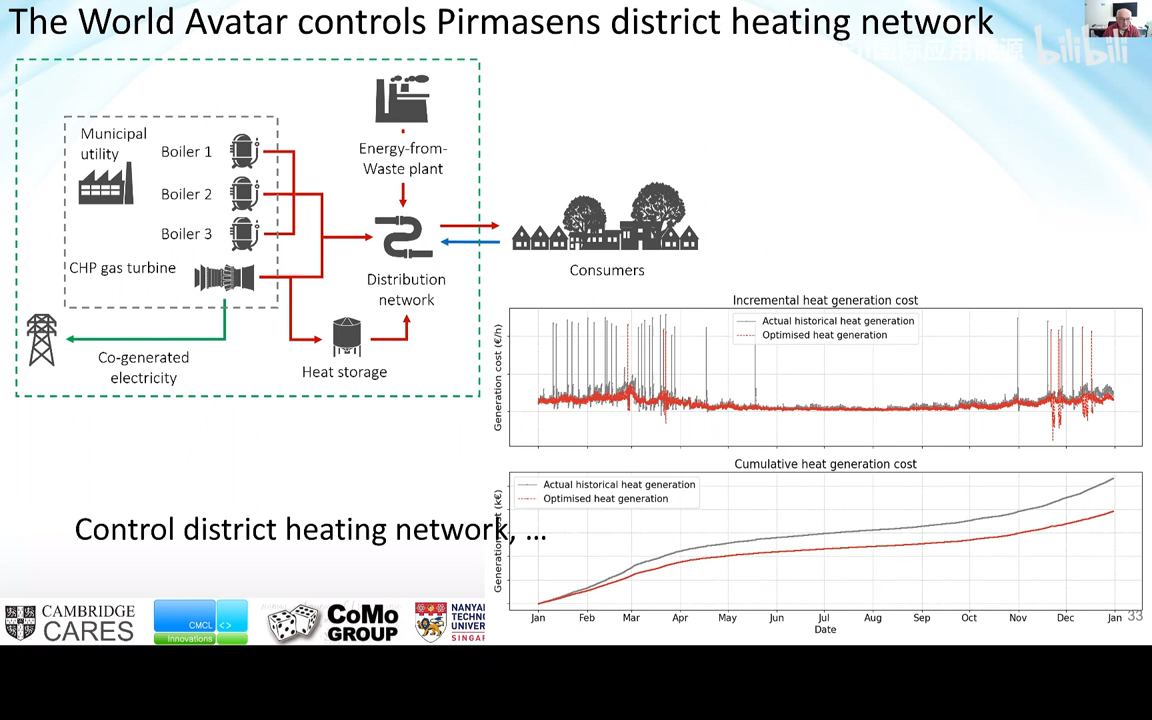 The World Avatar controls Pirmasens district heating network
bilibili
Municipal
utility
Boiler 1
Boiler 2
Boiler 3
CHP gas turbine
Energy-from-
Waste plant
Distribution
network
Consumers
Co-generated
electricity
Heat storage
Incremental heat generation cost
Actual historical heat generation
Optimised heat generation
Generation cost (€/h)
Cumulative heat generation cost
Actual historical heat generation
Optimised heat generation
Jan Feb Mar Apr May Jun Jul Aug Sep Oct Nov Dec Jan
Date
33
Control district heating network, ...
CAMBRIDGE
CARES
CMCL <>
Innovations
CoMo
GROUP
NANYA
TECHNO
UNIVER
SINGAP